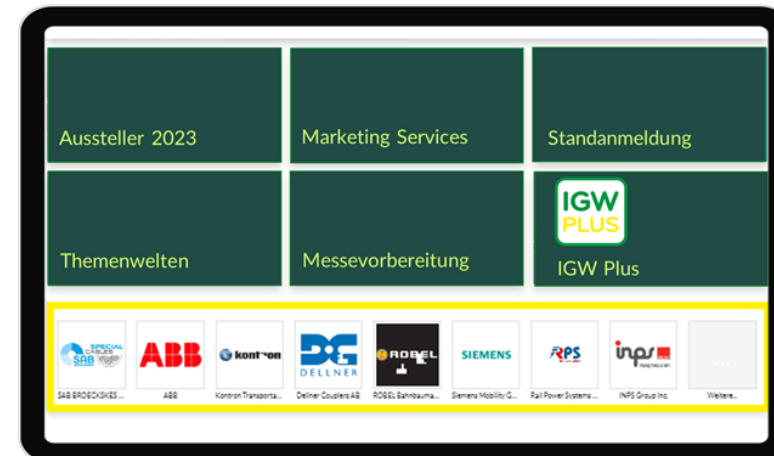 Aussteller 2023
Marketing Services
Standanmeldung
Themenwelten
Messevorbereitung
IGW
PLUS
IGW Plus
SAB SPECIAL CABLES
ABB
kontron
DELLNER
ROBEL
SIEMENS
RPS
inps
...
SAB BROECKSKES ...
ABB
Kontron Transporta...
Dellner Couplers AB
ROBEL Bahnbauma...
Siemens Mobility G...
Rail Power Systems ...
INPS Group Inc.
Weitere..